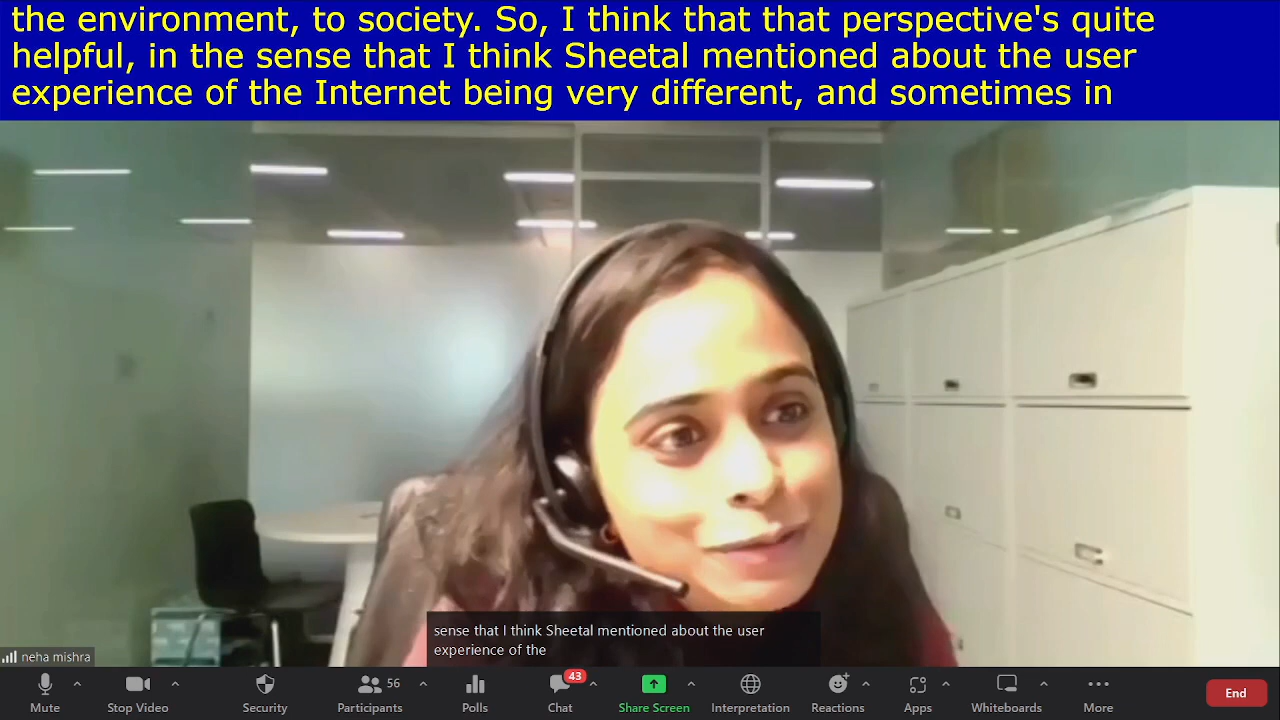 the environment, to society. So, I think that that perspective's quite
helpful, in the sense that I think Sheetal mentioned about the user
experience of the Internet being very different, and sometimes in
sense that I think Sheetal mentioned about the user
experience of the
neha mishra
Mute
Stop Video
Security
56
Participants
Polls
43
Chat
Share Screen
Interpretation
Reactions
Apps
Whiteboards
More
End